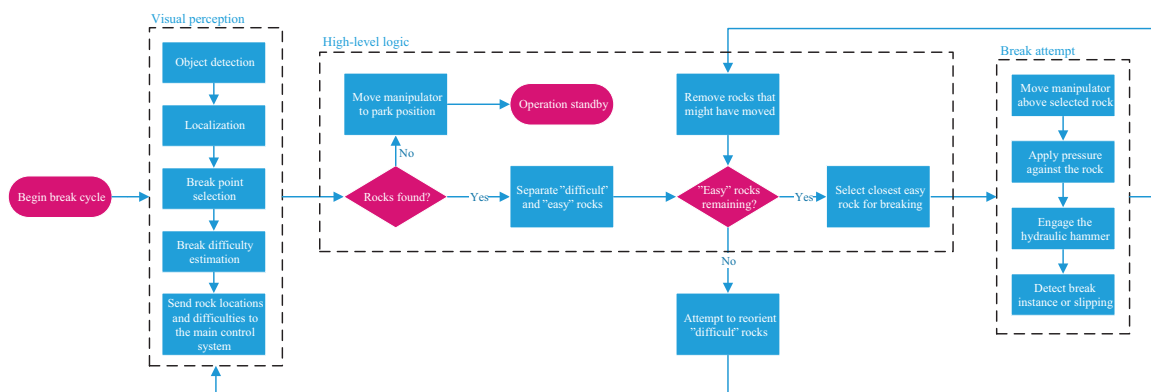 Visual perception
Object detection
Localization
Break point
selection
Break difficulty
estimation
Send rock locations
and difficulties to
the main control
system
Begin break cycle
High-level logic
Move manipulator
to park position
Operation standby
No
Rocks found?
Yes
Separate ”difficult”
and ”easy” rocks
Remove rocks that
might have moved
”Easy” rocks
remaining?
Yes
Select closest easy
rock for breaking
No
Attempt to reorient
”difficult” rocks
Break attempt
Move manipulator
above selected rock
Apply pressure
against the rock
Engage the
hydraulic hammer
Detect break
instance or slipping